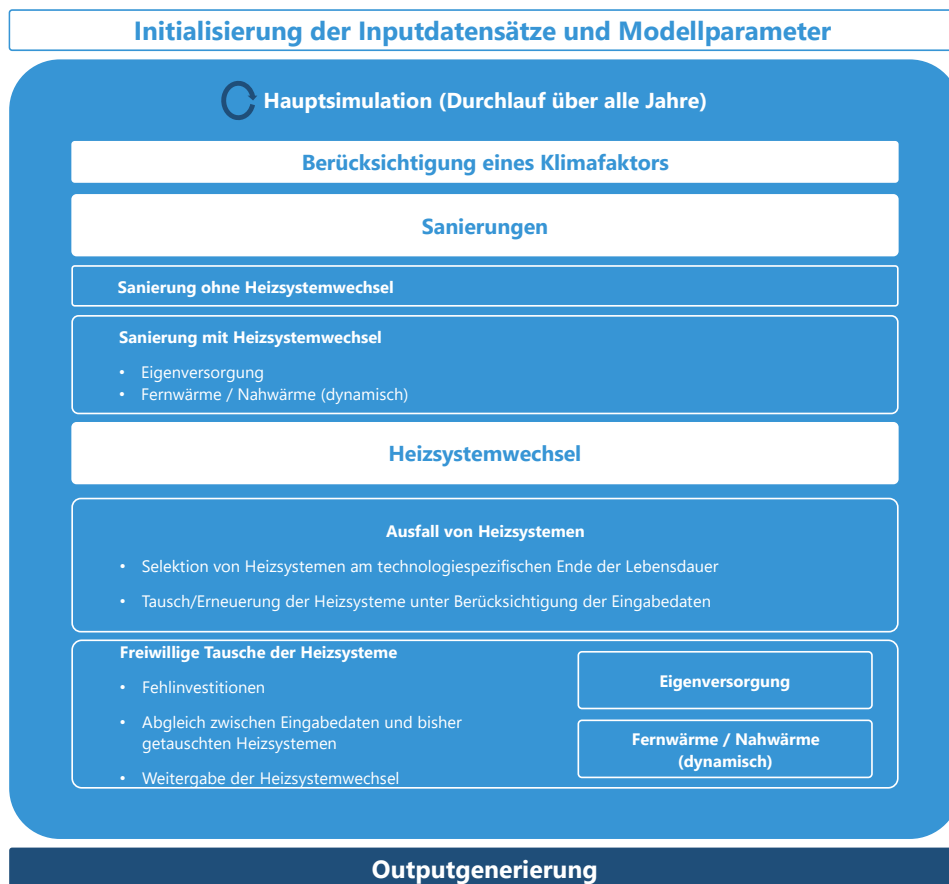 Initialisierung der Inputdatensätze und Modellparameter
Hauptsimulation (Durchlauf über alle Jahre)
Berücksichtigung eines Klimafaktors
Sanierungen
Sanierung ohne Heizsystemwechsel
Sanierung mit Heizsystemwechsel
• Eigenversorgung
• Fernwärme / Nahwärme (dynamisch)
Heizsystemwechsel
Ausfall von Heizsystemen
• Selektion von Heizsystemen am technologiespezifischen Ende der Lebensdauer
• Tausch/Erneuerung der Heizsysteme unter Berücksichtigung der Eingabedaten
Freiwillige Tausche der Heizsysteme
• Fehlinvestitionen
• Abgleich zwischen Eingabedaten und bisher
getauschten Heizsystemen
• Weitergabe der Heizsystemwechsel
Eigenversorgung
Fernwärme / Nahwärme
(dynamisch)
Outputgenerierung